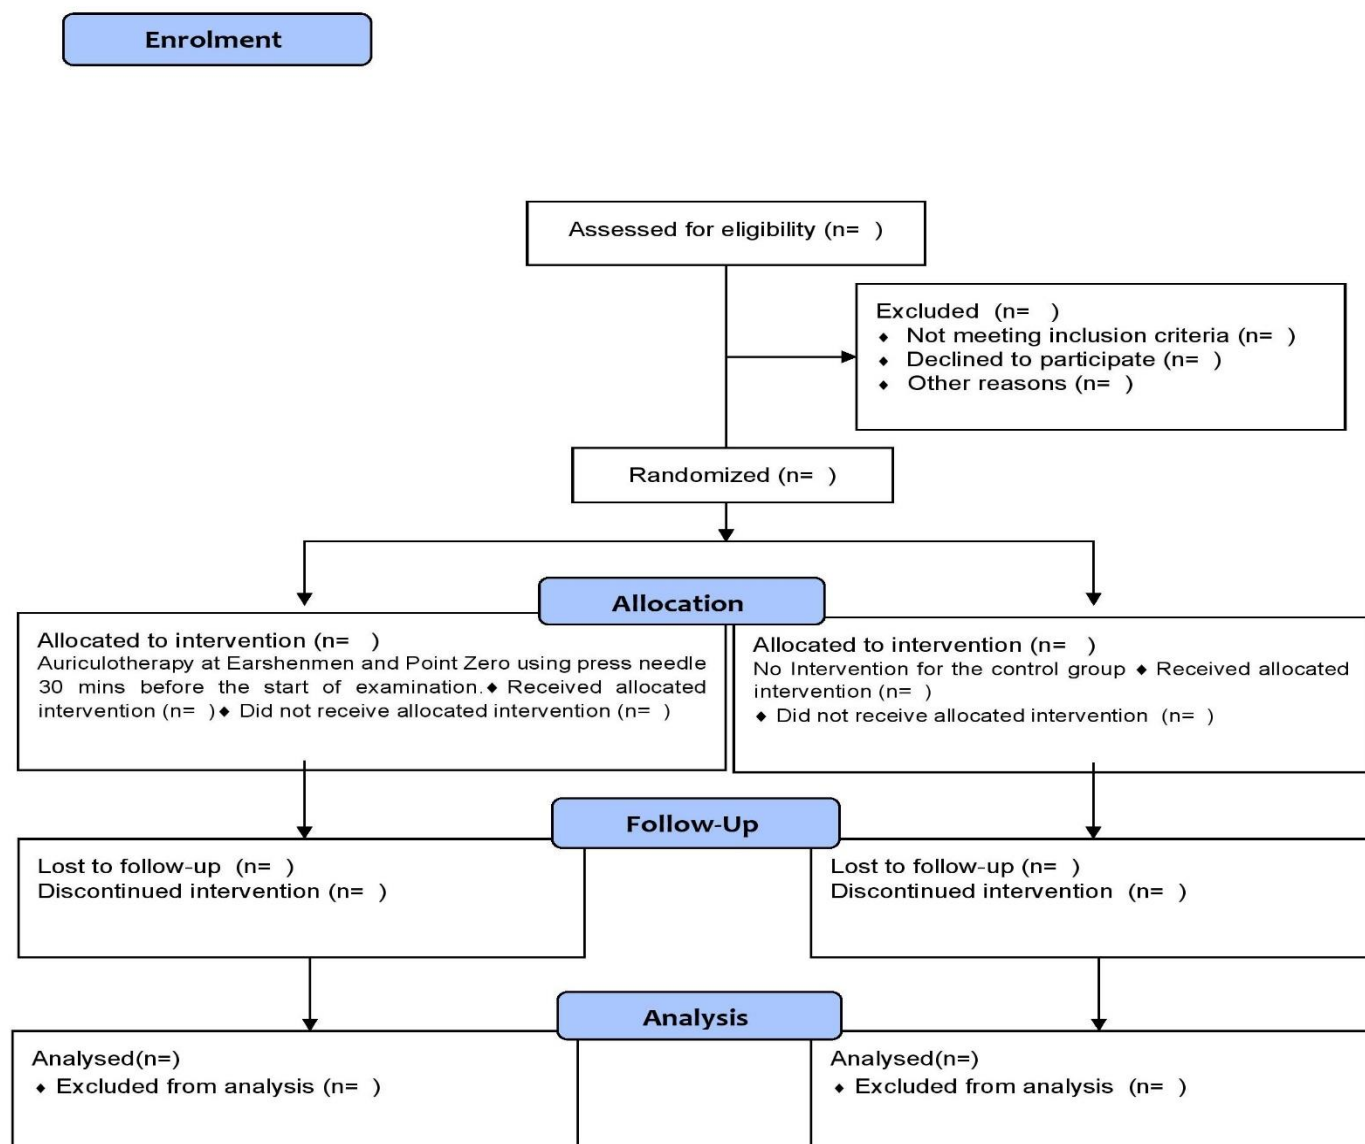 Enrolment
Assessed for eligibility (n=  )
Excluded  (n=   )
⬥ Not meeting inclusion criteria (n=  )
⬥ Declined to participate (n=  )
⬥ Other reasons (n=  )
Randomized (n=  )
Allocation
Allocated to intervention (n=   )
Auriculotherapy at Earshenmen and Point Zero using press needle
30 mins before the start of examination.⬥ Received allocated
intervention (n=  )⬥ Did not receive allocated intervention (n=  )
Allocated to intervention (n=   )
No Intervention for the control group ⬥ Received allocated
intervention (n=  )
⬥ Did not receive allocated intervention  (n=  )
Follow-Up
Lost to follow-up  (n=  )
Discontinued intervention (n=  )
Lost to follow-up (n=  )
Discontinued intervention  (n=  )
Analysis
Analysed(n=)
⬥ Excluded from analysis (n=  )
Analysed(n=)
⬥ Excluded from analysis  (n=  )